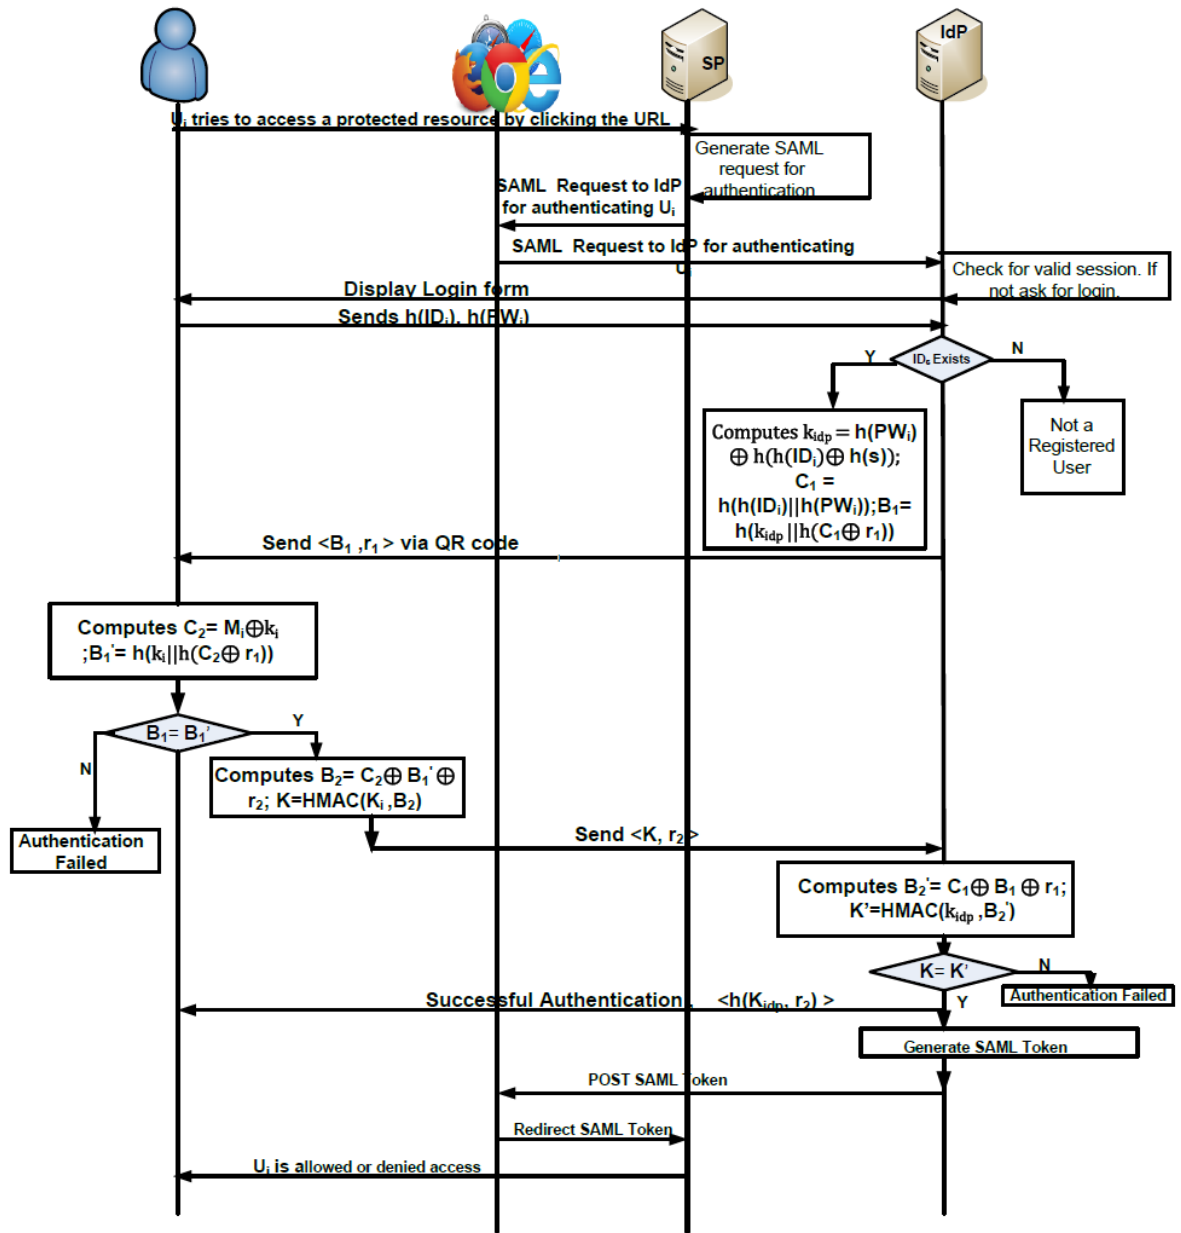 IdP
SP
Uᵢ tries to access a protected resource by clicking the URL
Generate SAML
request for
authentication
SAML Request to IdP
for authenticating Uᵢ
SAML Request to IdP for authenticating
Uᵢ
Check for valid session. If
not ask for login.
Display Login form
Sends h(IDᵢ), h(PWᵢ)
Y
IDₛ Exists
N
Computes k_idp = h(PWᵢ)
⊕ h(h(IDᵢ)⊕ h(s));
C₁ =
h(h(IDᵢ)||h(PWᵢ));B₁=
h(k_idp||h(C₁⊕ r₁))
Not a
Registered
User
Send <B₁ ,r₁ > via QR code
Computes C₂= Mᵢ⊕kᵢ
;B₁'= h(kᵢ||h(C₂⊕ r₁))
B₁= B₁'
Y
N
Computes B₂= C₂⊕ B₁' ⊕
r₂; K=HMAC(Kᵢ ,B₂)
Authentication
Failed
Send <K, r₂>
Computes B₂'= C₁⊕ B₁ ⊕ r₁;
K'=HMAC(k_idp ,B₂')
K= K'
N
Authentication Failed
Y
Successful Authentication , <h(K_idp, r₂) >
Generate SAML Token
POST SAML Token
Redirect SAML Token
Uᵢ is allowed or denied access